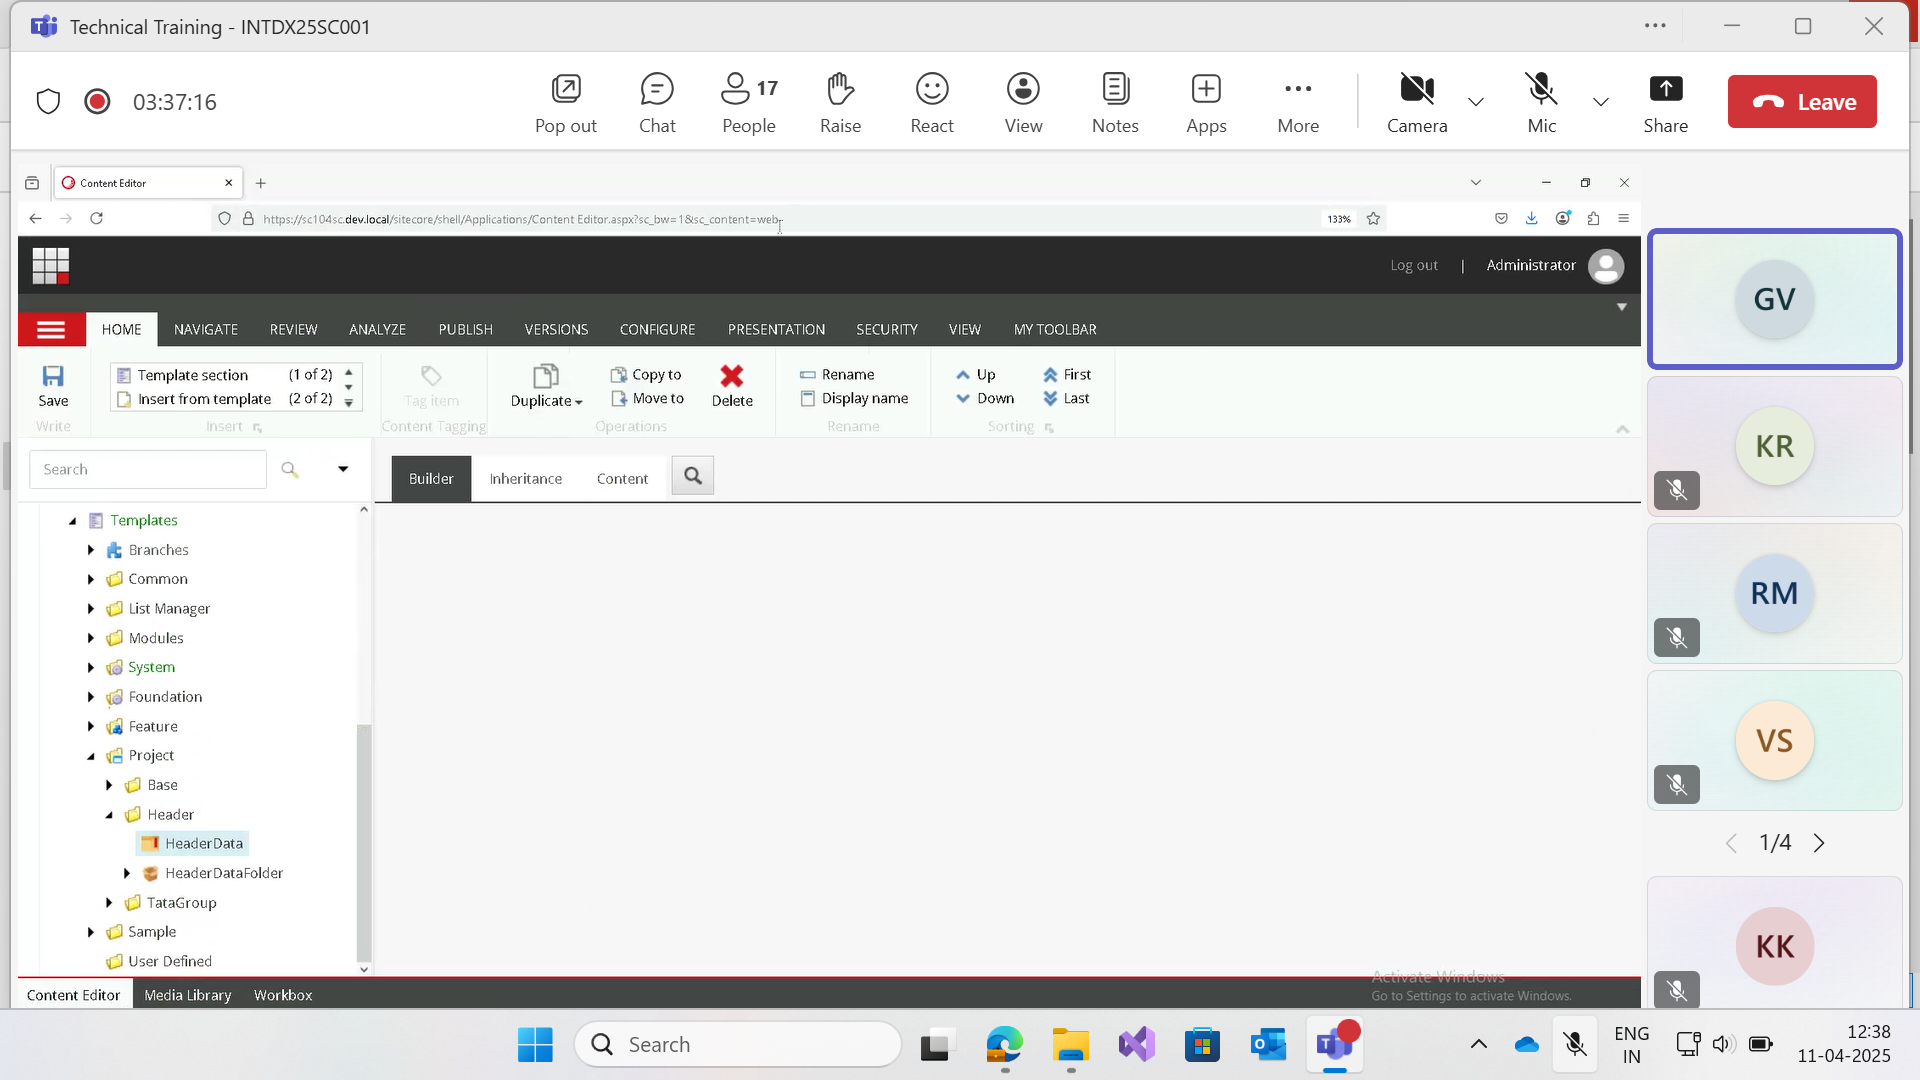 Technical Training - INTDX25SC001
03:37:16
Pop out
Chat
17
People
Raise
React
View
Notes
Apps
More
Camera
Mic
Share
Leave
Content Editor
https://sc104sc.dev.local/sitecore/shell/Applications/Content Editor.aspx?sc_bw=1&sc_content=web
133%
Log out | Administrator
HOME NAVIGATE REVIEW ANALYZE PUBLISH VERSIONS CONFIGURE PRESENTATION SECURITY VIEW MY TOOLBAR
Save
Write
Template section (1 of 2)
Insert from template (2 of 2)
Insert
Tag item
Content Tagging
Duplicate
Copy to
Move to
Delete
Operations
Rename
Display name
Rename
Up
Down
First
Last
Sorting
Search
Builder Inheritance Content
Templates
Branches
Common
List Manager
Modules
System
Foundation
Feature
Project
Base
Header
HeaderData
HeaderDataFolder
TataGroup
Sample
User Defined
Activate Windows
Go to Settings to activate Windows.
Content Editor Media Library Workbox
GV
KR
RM
VS
1/4
KK
Search
ENG
IN
12:38
11-04-2025